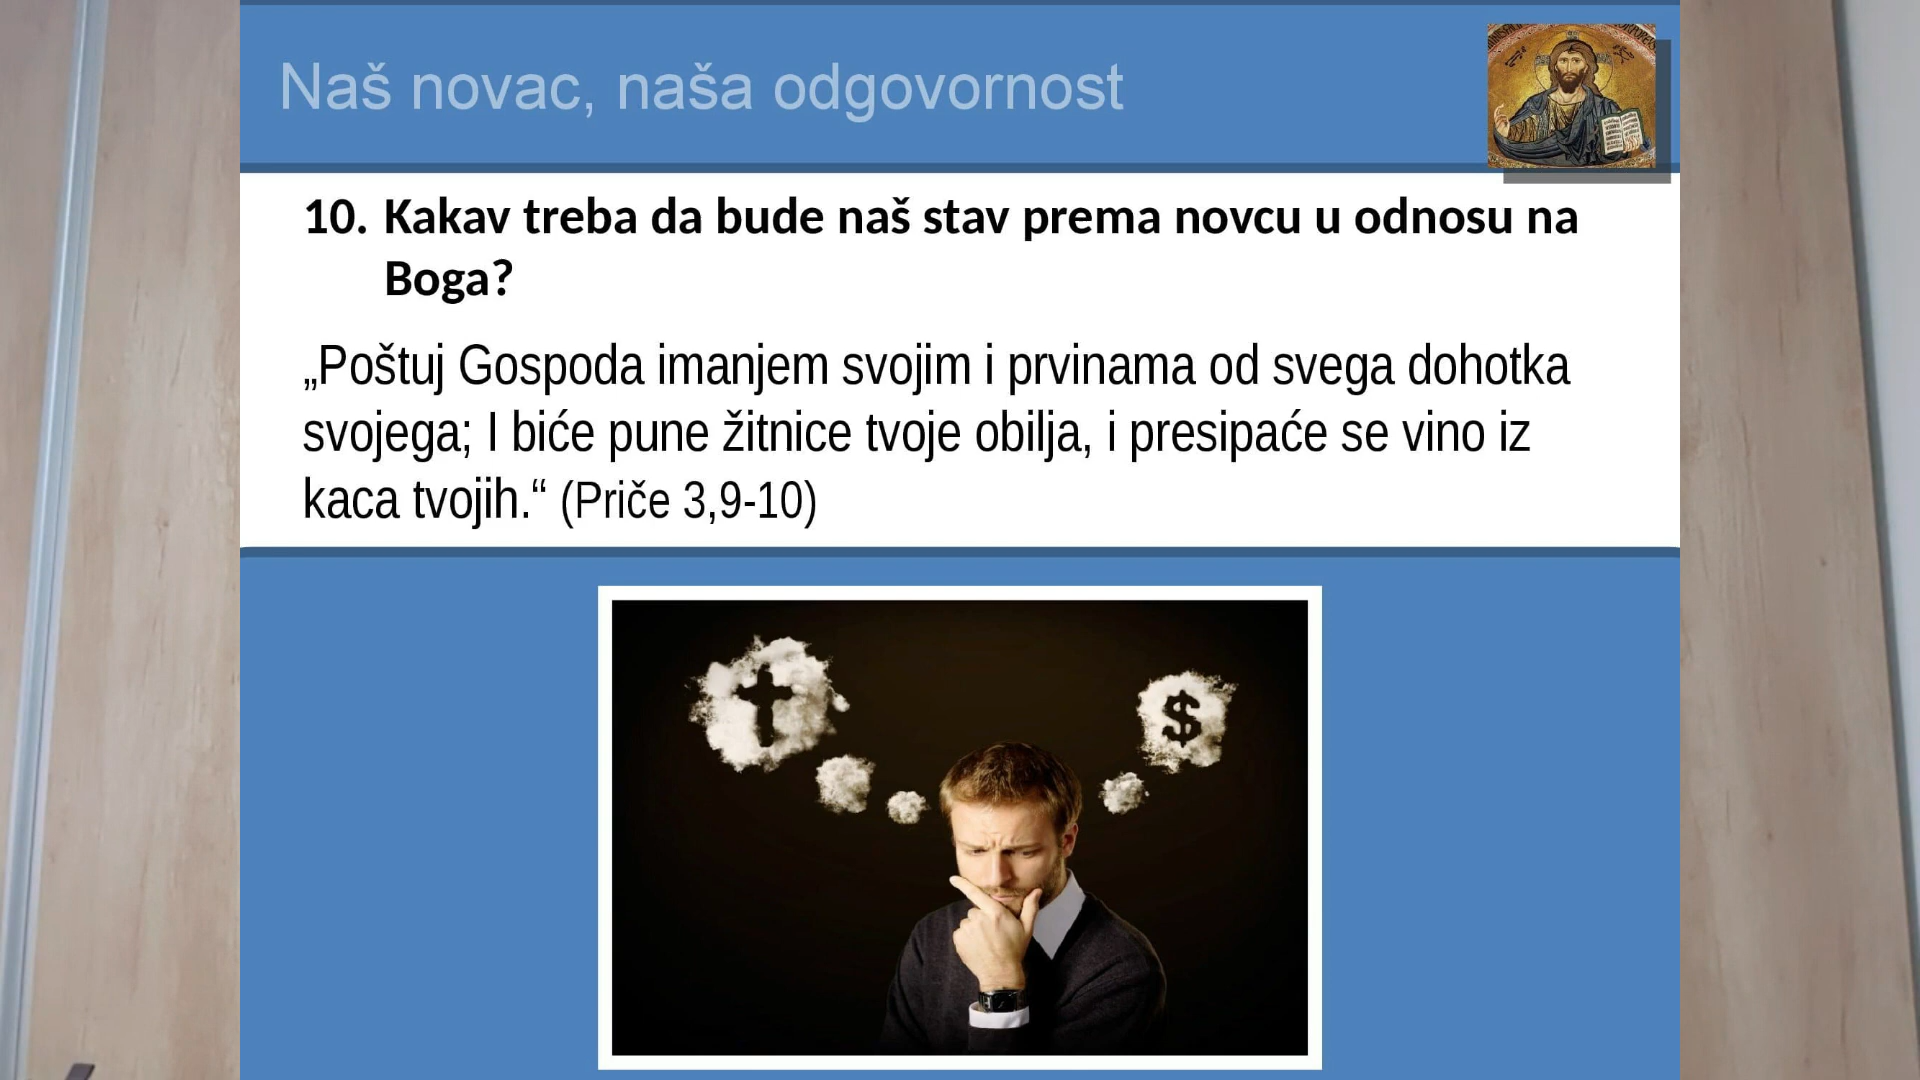 Naš novac, naša odgovornost
10. Kakav treba da bude naš stav prema novcu u odnosu na
Boga?
„Poštuj Gospoda imanjem svojim i prvinama od svega dohotka
svojega; I biće pune žitnice tvoje obilja, i presipaće se vino iz
kaca tvojih.“ (Priče 3,9-10)
$